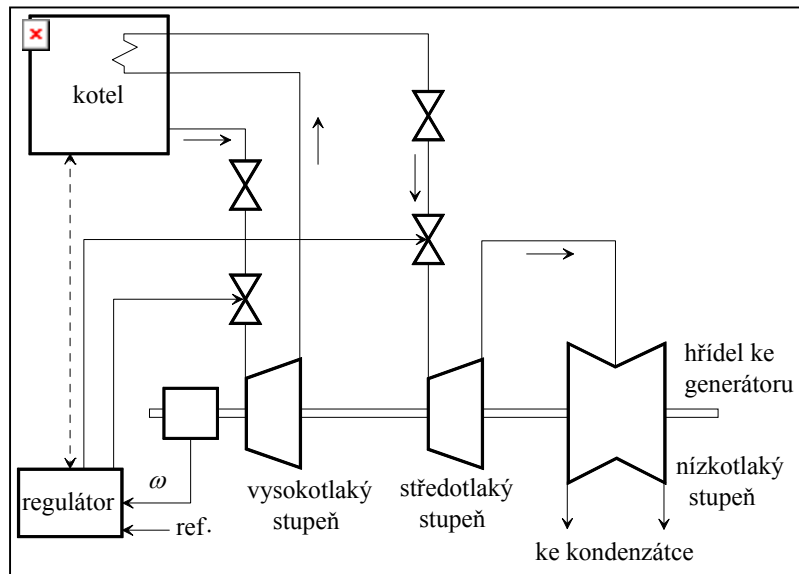 kotel
hřídel ke
generátoru
ω
vysokotlaký
stupeň
středotlaký
stupeň
nízkotlaký
stupeň
regulátor
ref.
ke kondenzátce